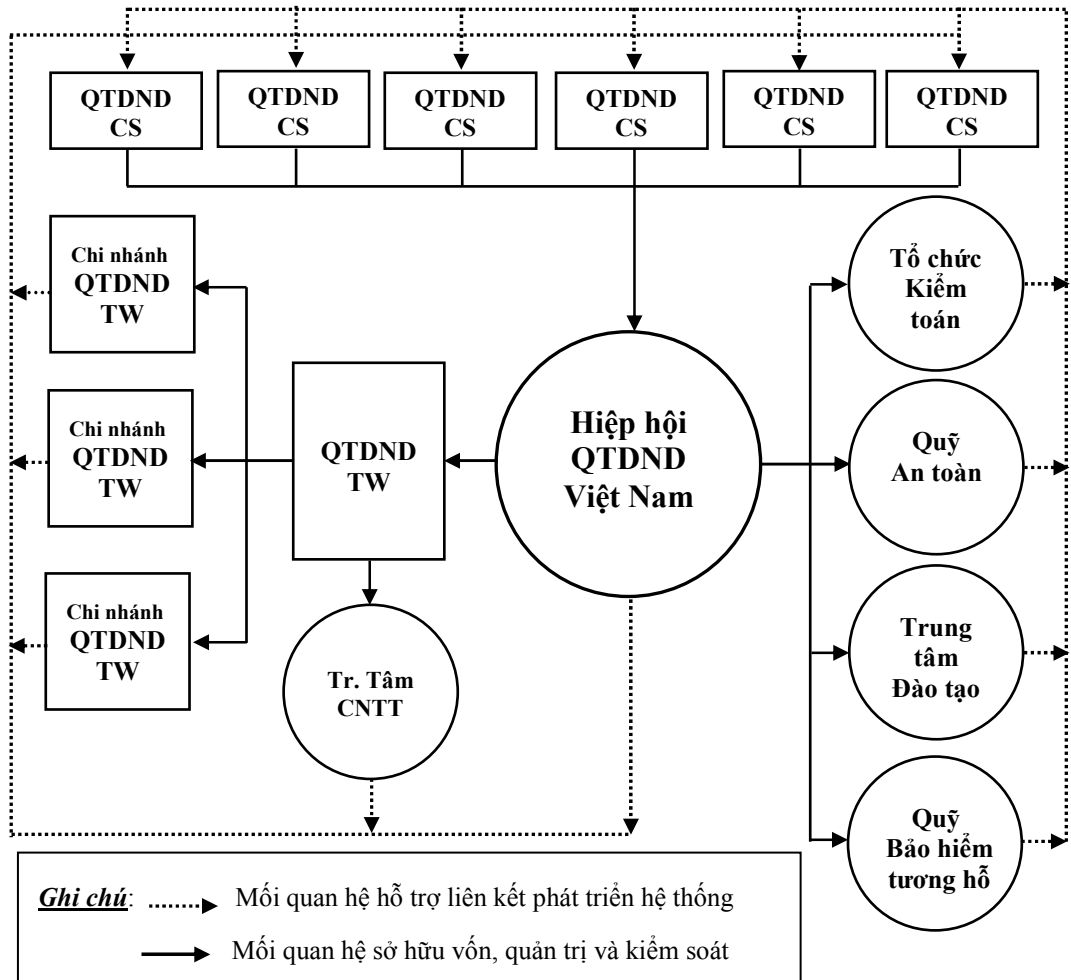 QTDND
CS
QTDND
CS
QTDND
CS
QTDND
CS
QTDND
CS
QTDND
CS
Chi nhánh
QTDND
TW
Chi nhánh
QTDND
TW
Chi nhánh
QTDND
TW
QTDND
TW
Tr. Tâm
CNTT
Hiệp hội
QTDND
Việt Nam
Tổ chức
Kiểm
toán
Quỹ
An toàn
Trung
tâm
Đào tạo
Quỹ
Bảo hiểm
tương hỗ
Ghi chú: Mối quan hệ hỗ trợ liên kết phát triển hệ thống
Mối quan hệ sở hữu vốn, quản trị và kiểm soát